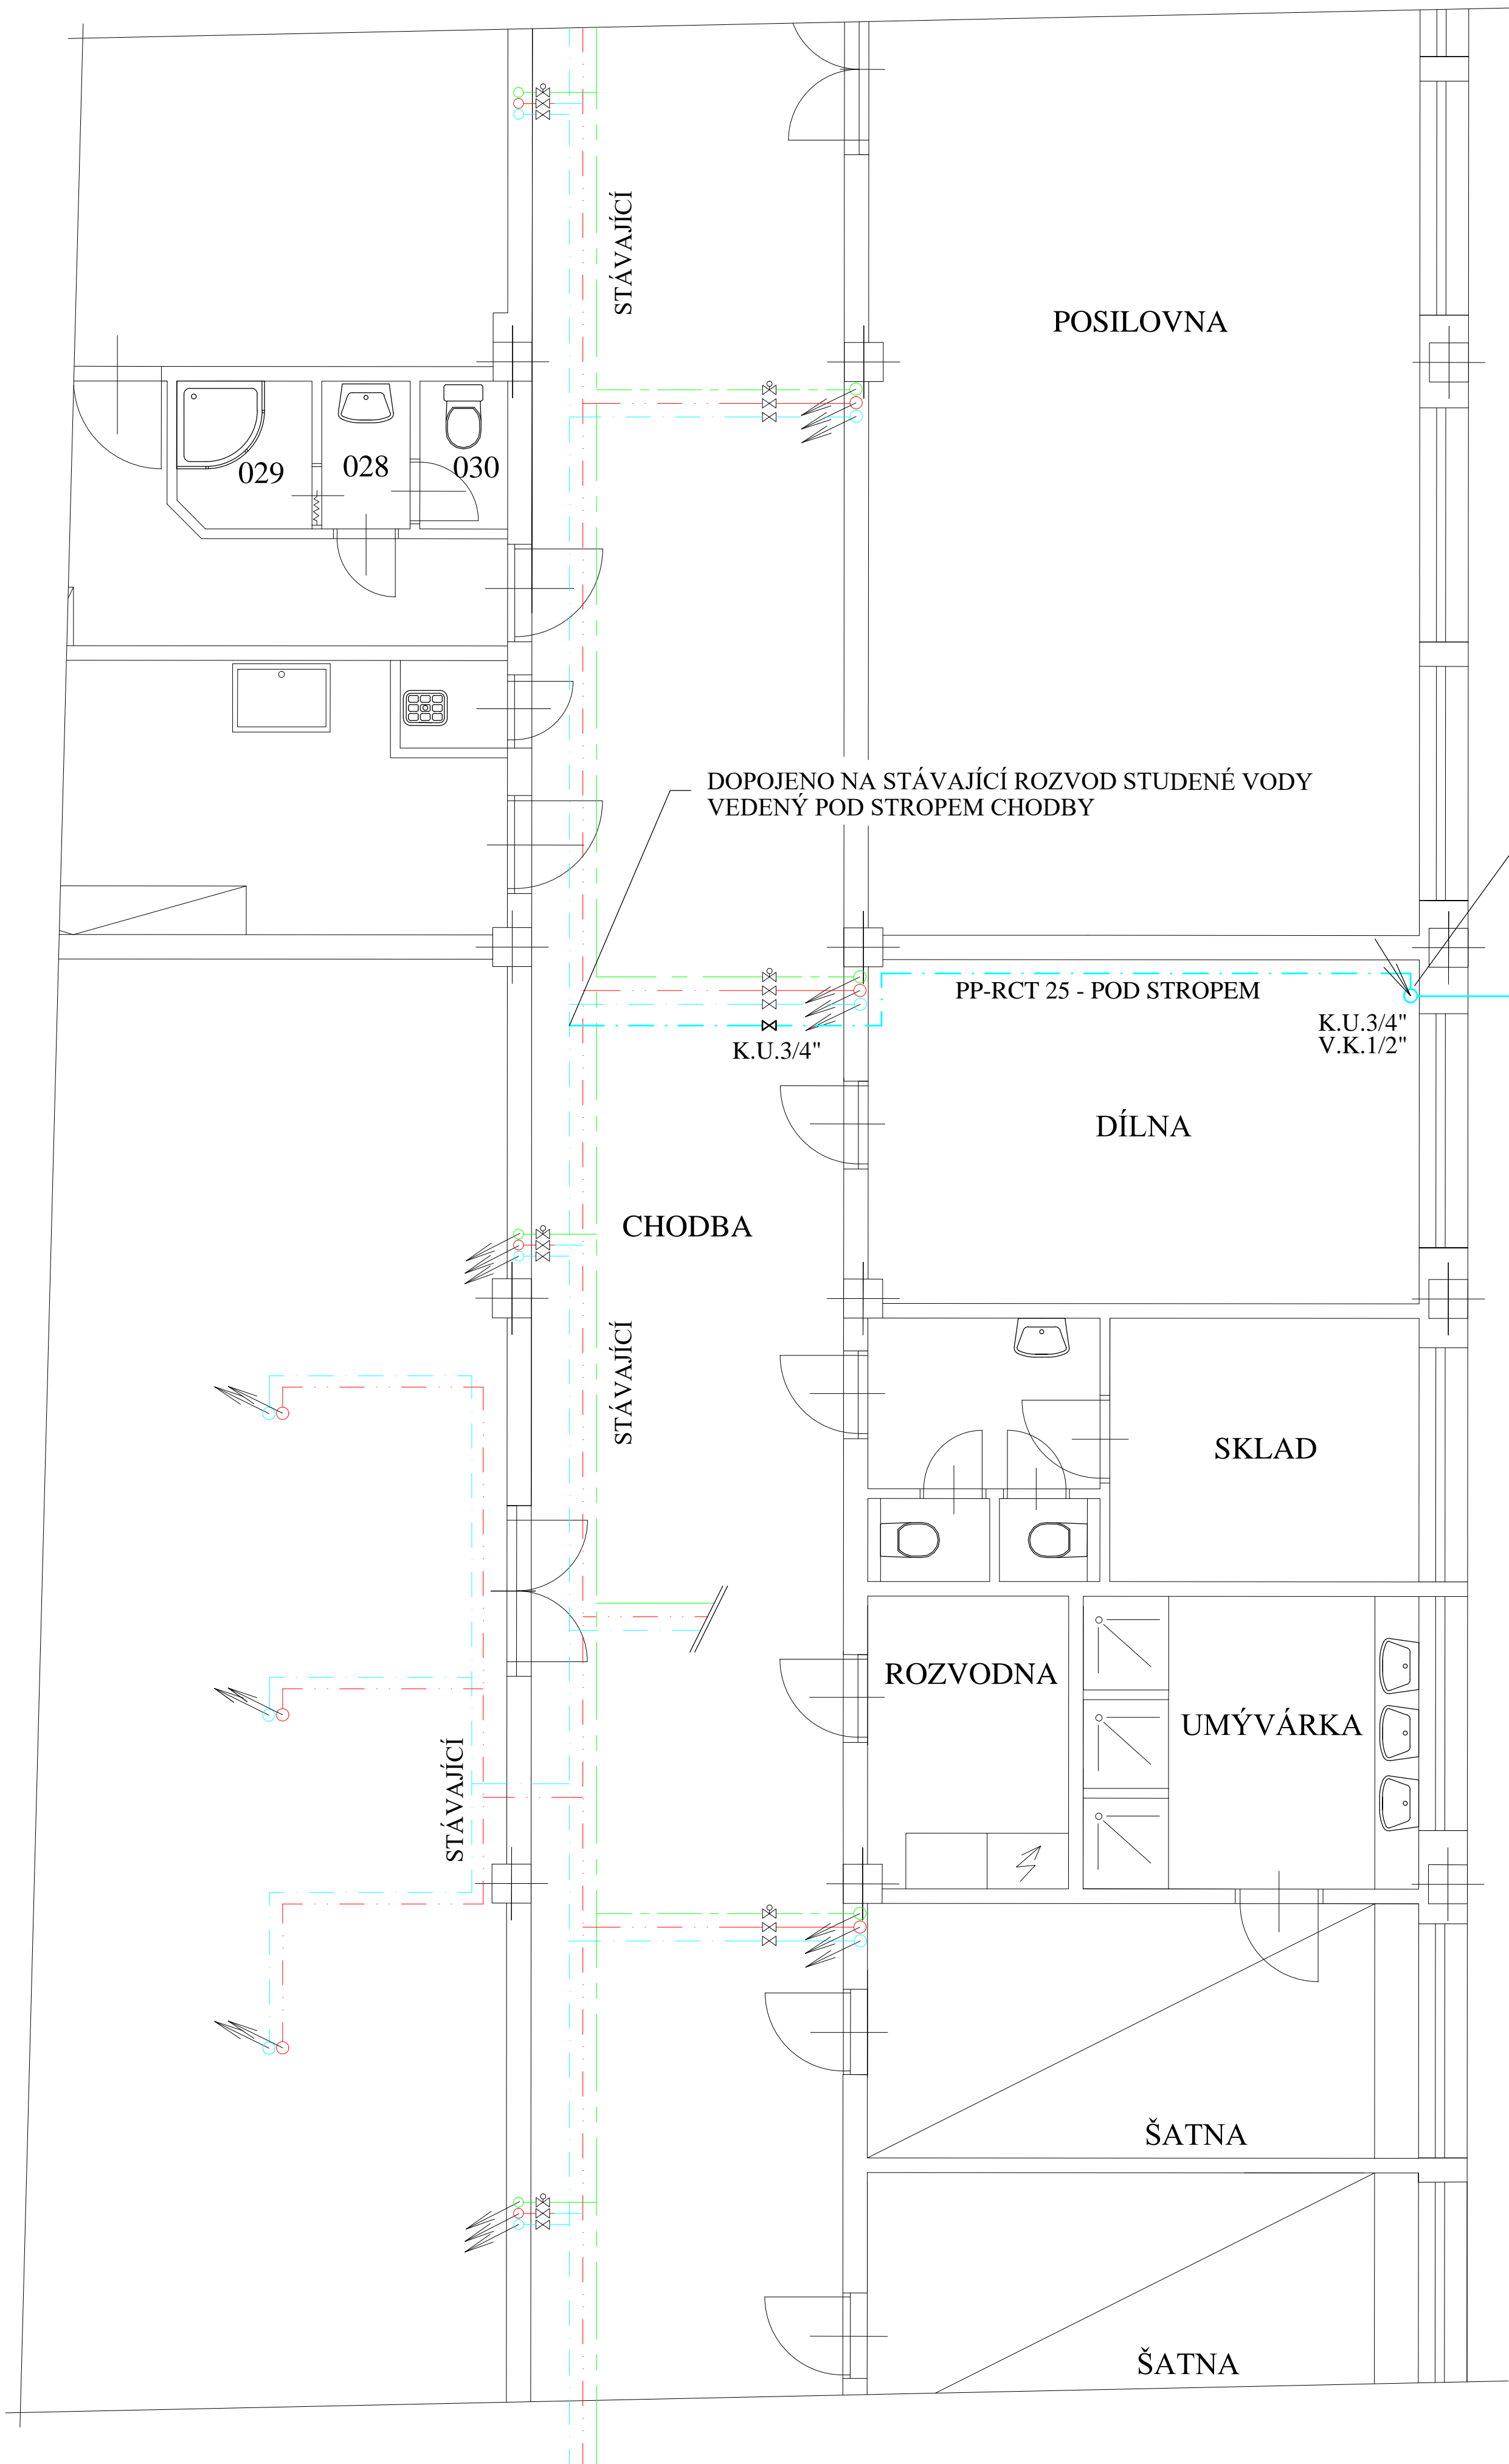 STÁVAJÍCÍ
POSILOVNA
029
028
030
DOPOJENO NA STÁVAJÍCÍ ROZVOD STUDENÉ VODY
VEDENÝ POD STROPEM CHODBY
PP-RCT 25 - POD STROPEM
K.U.3/4"
V.K.1/2"
K.U.3/4"
DÍLNA
CHODBA
STÁVAJÍCÍ
SKLAD
ROZVODNA
UMÝVÁRKA
STÁVAJÍCÍ
ŠATNA
ŠATNA